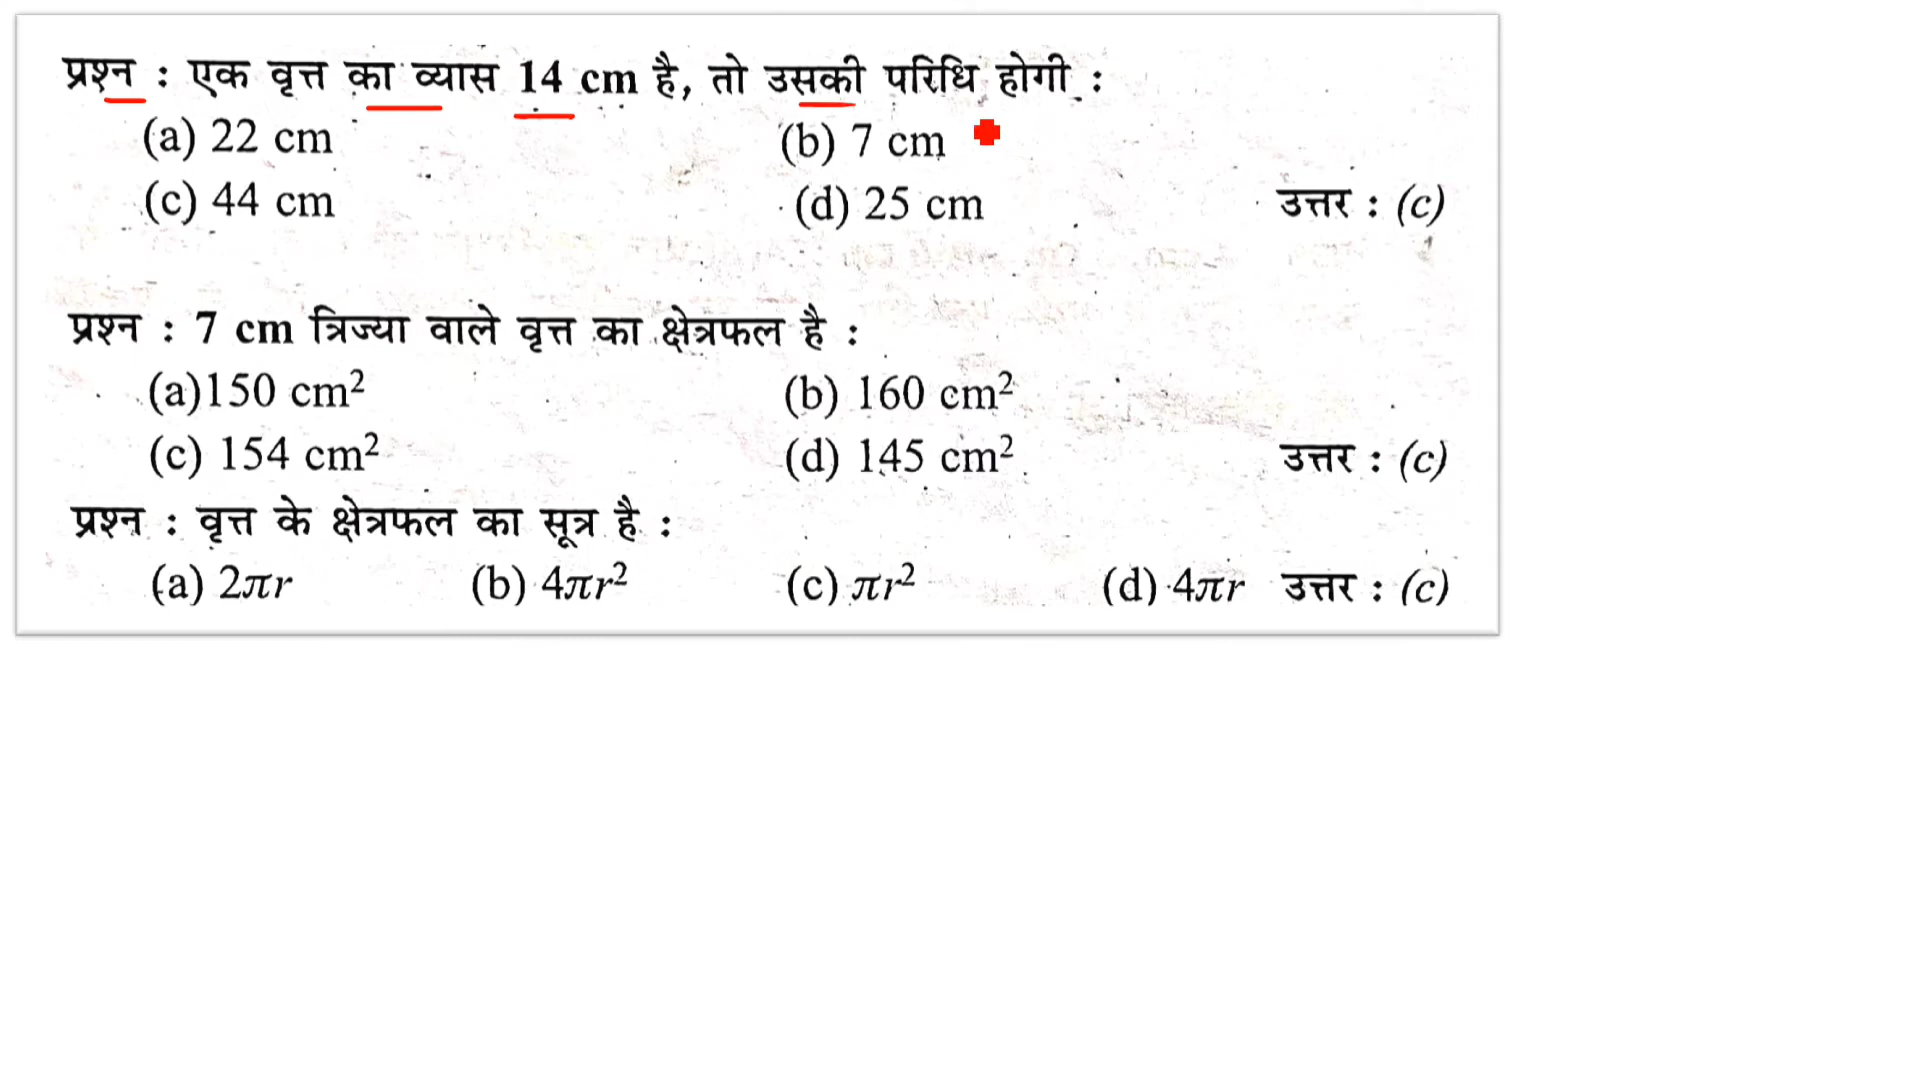 प्रश्न : एक वृत्त का व्यास 14 cm है, तो उसकी परिधि होगी :
(a) 22 cm (b) 7 cm
(c) 44 cm (d) 25 cm उत्तर : (c)
प्रश्न : 7 cm त्रिज्या वाले वृत्त का क्षेत्रफल है :
(a)150 cm² (b) 160 cm²
(c) 154 cm² (d) 145 cm² उत्तर : (c)
प्रश्न : वृत्त के क्षेत्रफल का सूत्र है :
(a) 2πr (b) 4πr² (c) πr² (d) 4πr उत्तर : (c)